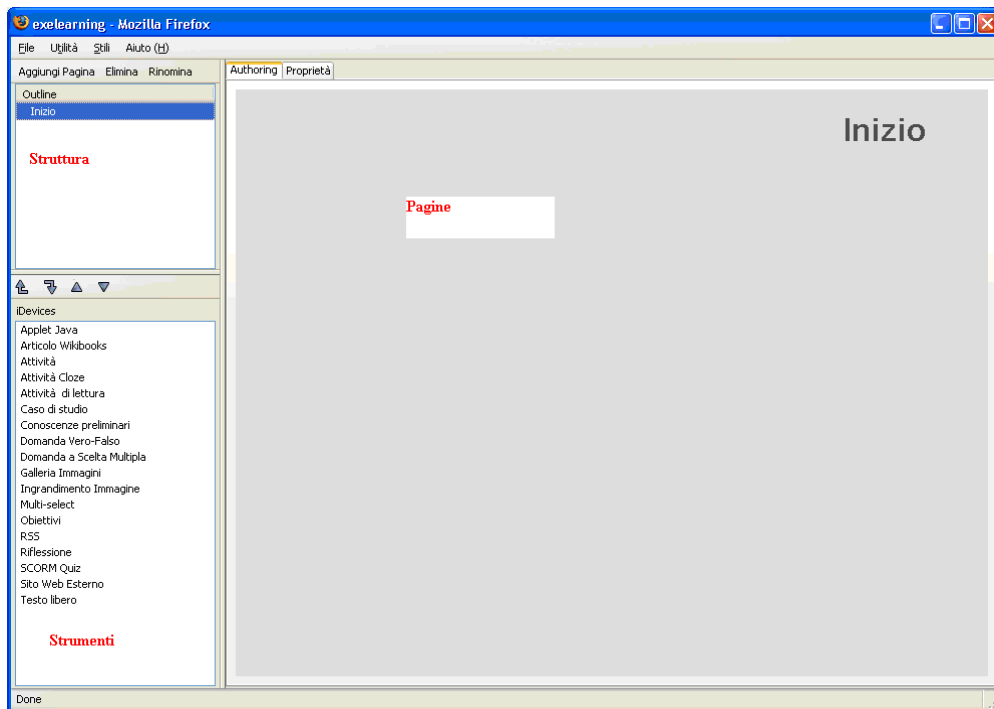 exelearning - Mozilla Firefox
File Utilità Stili Aiuto (H)
Aggiungi Pagina Elimina Rinomina
Authoring Proprietà
Outline
Inizio
Struttura
Inizio
Pagine
iDevices
Applet Java
Articolo Wikibooks
Attività
Attività Cloze
Attività di lettura
Caso di studio
Conoscenze preliminari
Domanda Vero-Falso
Domanda a Scelta Multipla
Galleria Immagini
Ingrandimento Immagine
Multi-select
Obiettivi
RSS
Riflessione
SCORM Quiz
Sito Web Esterno
Testo libero
Strumenti
Done